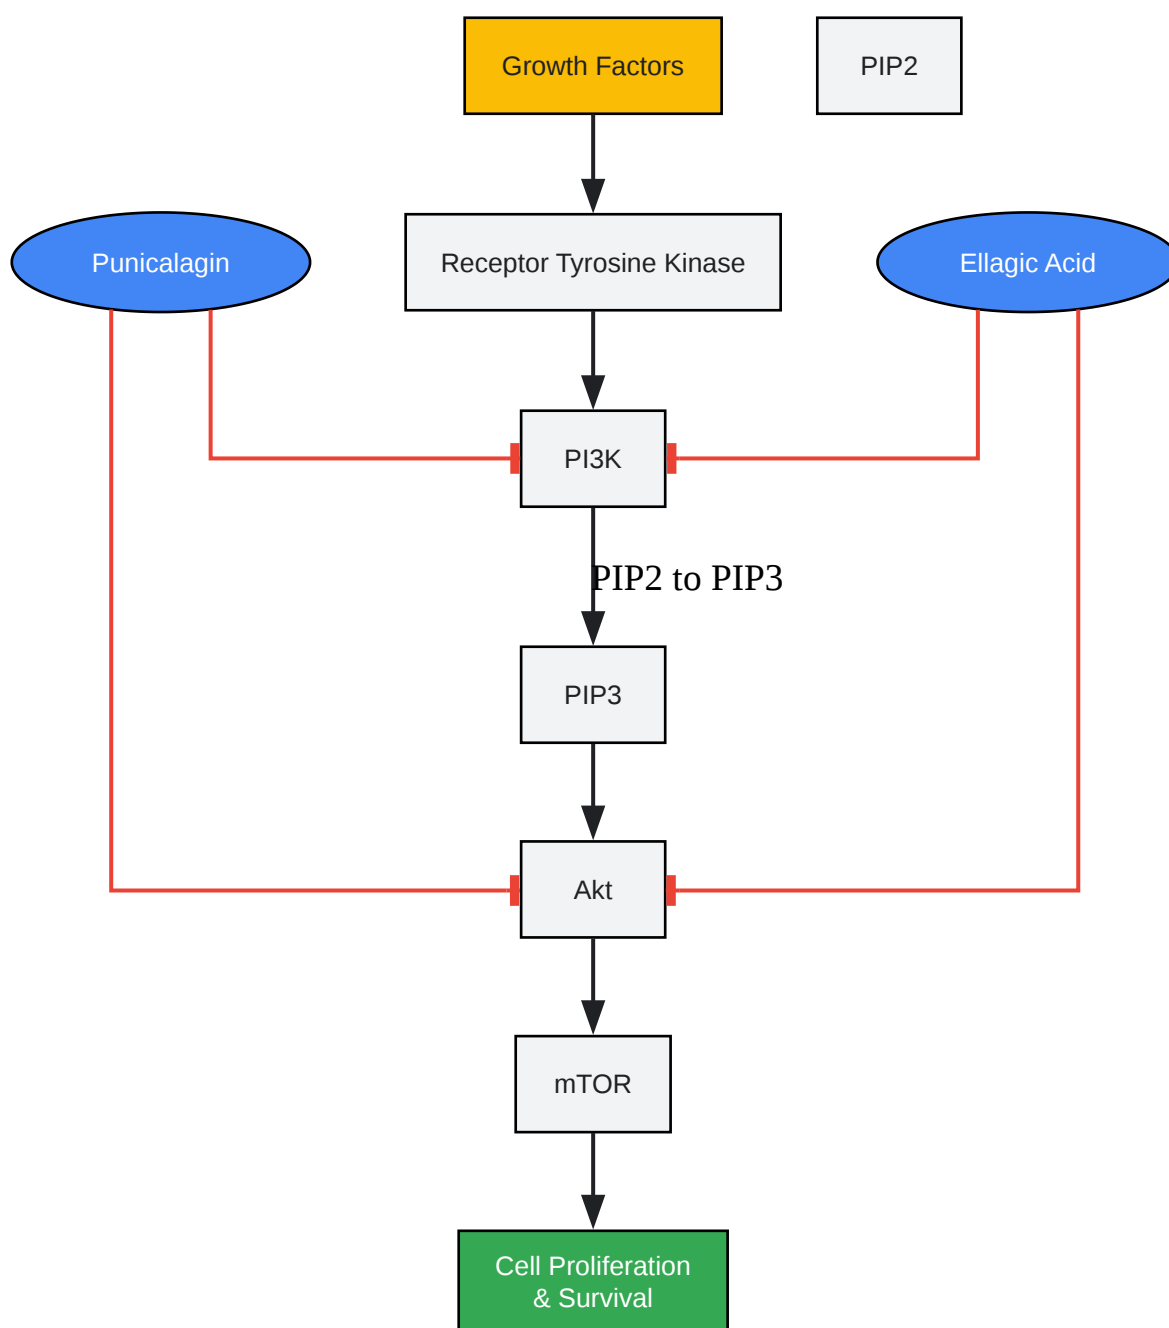 Growth Factors
PIP2
Punicalagin
Receptor Tyrosine Kinase
Ellagic Acid
PI3K
PIP2 to PIP3
PIP3
Akt
mTOR
Cell Proliferation
& Survival